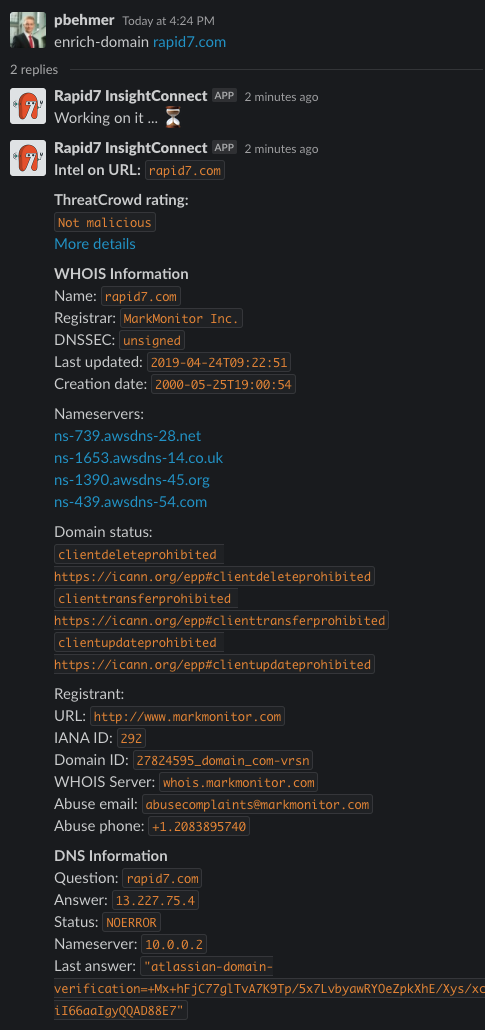 pbehmer Today at 4:24 PM
enrich-domain rapid7.com
2 replies
Rapid7 InsightConnect APP 2 minutes ago
Working on it ...
Rapid7 InsightConnect APP 2 minutes ago
Intel on URL: rapid7.com
ThreatCrowd rating:
Not malicious
More details
WHOIS Information
Name: rapid7.com
Registrar: MarkMonitor Inc.
DNSSEC: unsigned
Last updated: 2019-04-24T09:22:51
Creation date: 2000-05-25T19:00:54
Nameservers:
ns-739.awsdns-28.net
ns-1653.awsdns-14.co.uk
ns-1390.awsdns-45.org
ns-439.awsdns-54.com
Domain status:
clientdeleteprohibited
https://icann.org/epp#clientdeleteprohibited
clienttransferprohibited
https://icann.org/epp#clienttransferprohibited
clientupdateprohibited
https://icann.org/epp#clientupdateprohibited
Registrant:
URL: http://www.markmonitor.com
IANA ID: 292
Domain ID: 27824595_domain_com-vrsn
WHOIS Server: whois.markmonitor.com
Abuse email: abusecomplaints@markmonitor.com
Abuse phone: +1.2083895740
DNS Information
Question: rapid7.com
Answer: 13.227.75.4
Status: NOERROR
Nameserver: 10.0.0.2
Last answer: "atlassian-domain-
verification=+Mx+hFjC77glTvA7K9Tp/5x7LvbyawRYOeZpkXhE/Xys/xc
iI66aaIgyQQAD88E7"